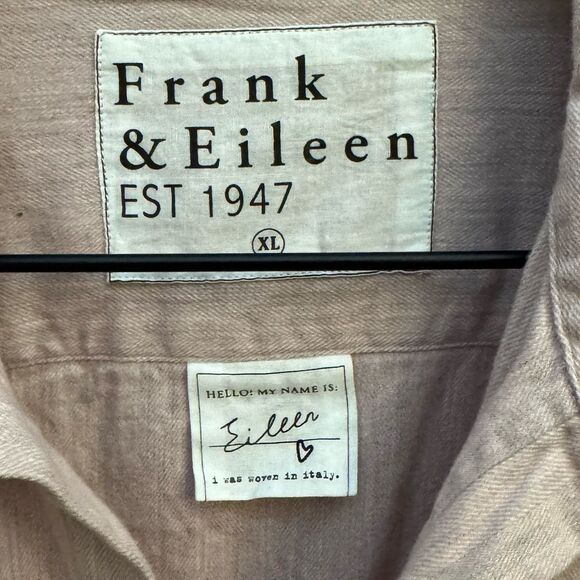 Frank
& Eileen
EST 1947
XL
HELLO: MY NAME IS:
Eileen
i was woven in italy.